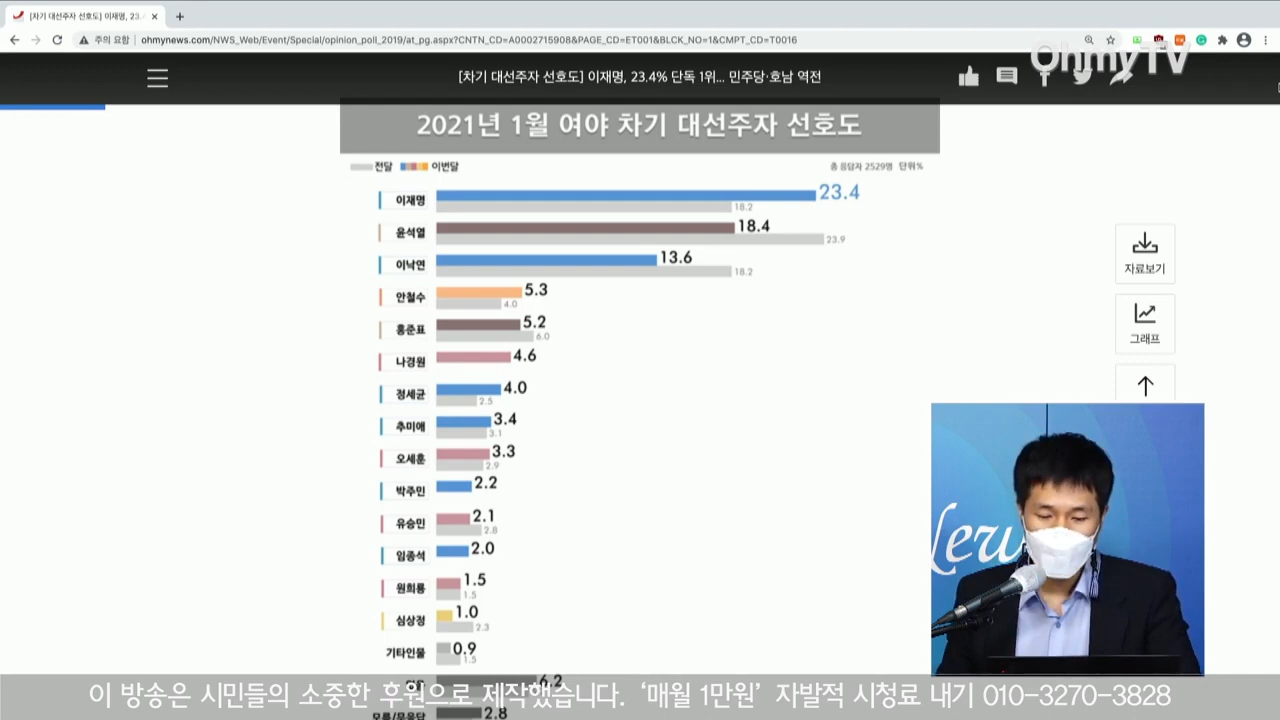 [차기 대선주자 선호도] 이재명, 23.4
주의 요함
ohmynews.com/NWS_Web/Event/Special/opinion_poll_2019/at_pg.aspx?CNTN_CD=A0002715908&PAGE_CD=ET001&BLCK_NO=1&CMPT_CD=T0016
OhmyTV
[차기 대선주자 선호도] 이재명, 23.4% 단독 1위... 민주당·호남 역전
2021년 1월 여야 차기 대선주자 선호도
전달 이번달 총 응답자 2529명 단위%
이재명 23.4 18.2
윤석열 18.4 23.9
이낙연 13.6 18.2
안철수 5.3 4.0
홍준표 5.2 6.0
나경원 4.6
정세균 4.0 2.5
추미애 3.4 3.1
오세훈 3.3 2.9
박주민 2.2
유승민 2.1 2.8
임종석 2.0
원희룡 1.5 1.5
심상정 1.0 2.3
기타인물 0.9 1.5
6.2
모름/무응답 2.8
자료보기
그래프
New
이 방송은 시민들의 소중한 후원으로 제작했습니다. ‘매월 1만원’ 자발적 시청료 내기 010-3270-3828